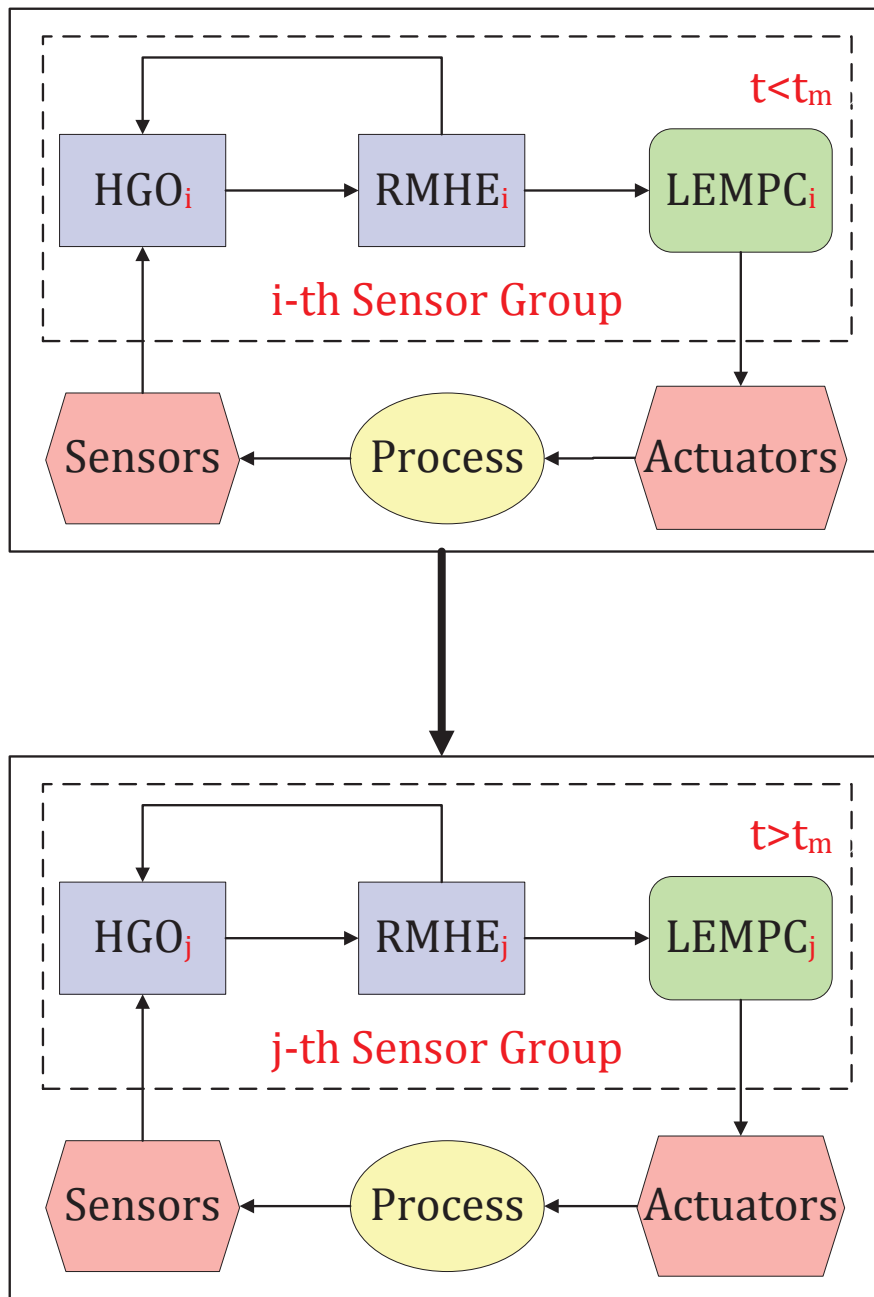 t<tₘ
HGOᵢ RMHEᵢ LEMPCᵢ
i-th Sensor Group
Sensors Process Actuators
t>tₘ
HGOⱼ RMHEⱼ LEMPCⱼ
j-th Sensor Group
Sensors Process Actuators